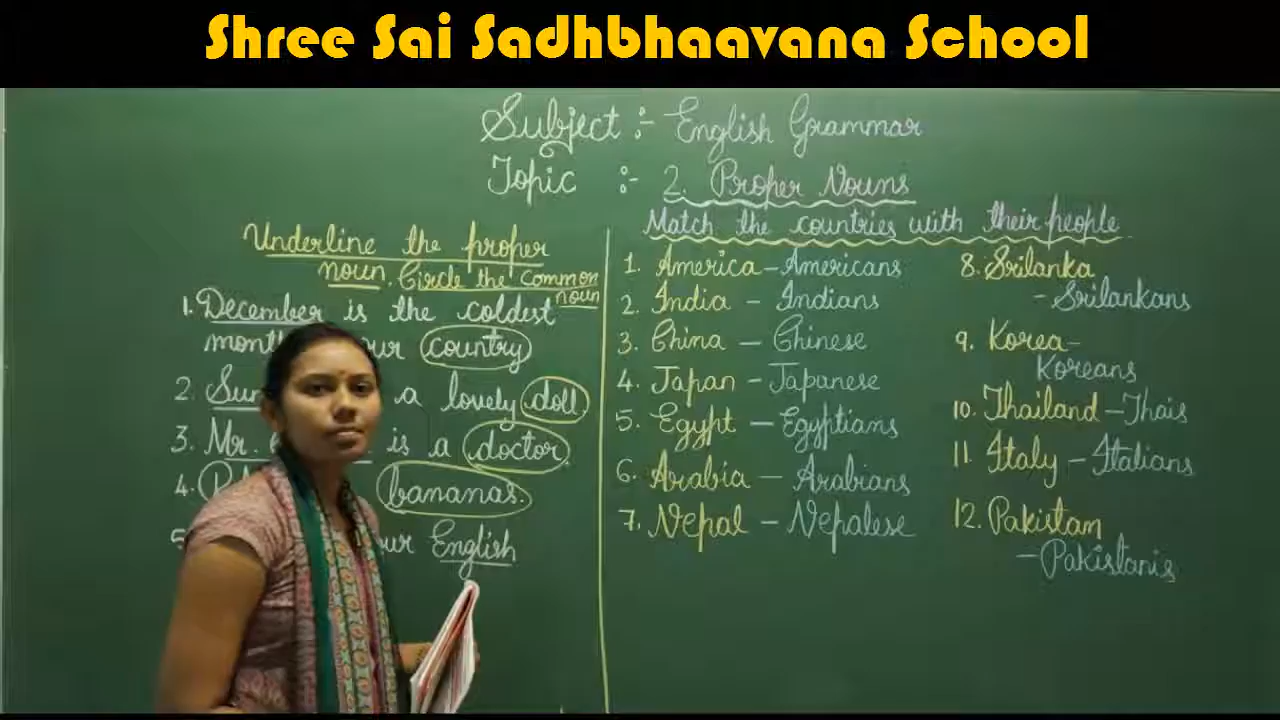 Shree Sai Sadhbhaavana School
Subject :- English Grammar
Topic :- 2. Proper Nouns
Underline the proper
noun. Circle the common
noun
1. December is the coldest
our country
2. a lovely doll.
3. Mr. is a doctor.
4. bananas.
5 our English
Match the countries with their people
1. America - Americans
2 India - Indians
3. China - Chinese
4. Japan - Japanese
5. Egypt - Egyptians
6. Arabia - Arabians
7. Nepal - Nepalese
8. Srilanka
- Srilankans
9. Korea -
Koreans
10. Thailand - Thais
11. Italy - Italians
12. Pakistan
- Pakistanis